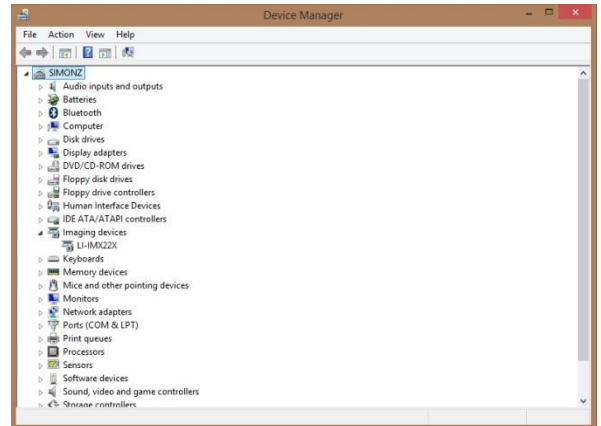 Device Manager
File Action View Help
SIMONZ
Audio inputs and outputs
Batteries
Bluetooth
Computer
Disk drives
Display adapters
DVD/CD-ROM drives
Floppy disk drives
Floppy drive controllers
Human Interface Devices
IDE ATA/ATAPI controllers
Imaging devices
LI-IMX22X
Keyboards
Memory devices
Mice and other pointing devices
Monitors
Network adapters
Ports (COM & LPT)
Print queues
Processors
Sensors
Software devices
Sound, video and game controllers
Storage controllers